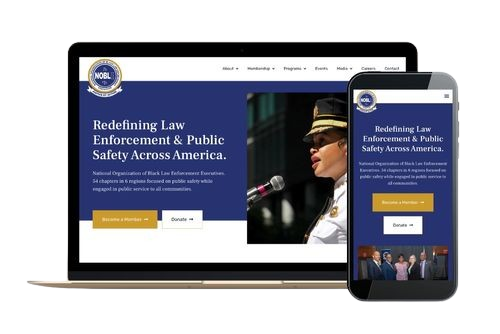 NOBLE
About
Membership
Programs
Events
Media
Careers
Contact
Redefining Law
Enforcement & Public
Safety Across America.
National Organization of Black Law Enforcement Executives.
54 chapters in 6 regions focused on public safety while
engaged in public service to all communities.
Become a Member →
Donate →
NOBLE
Redefining Law
Enforcement & Public
Safety Across America.
National Organization of Black Law Enforcement
Executives. 54 chapters in 6 regions focused on
public safety while engaged in public service to
all communities.
Become a Member →
Donate →